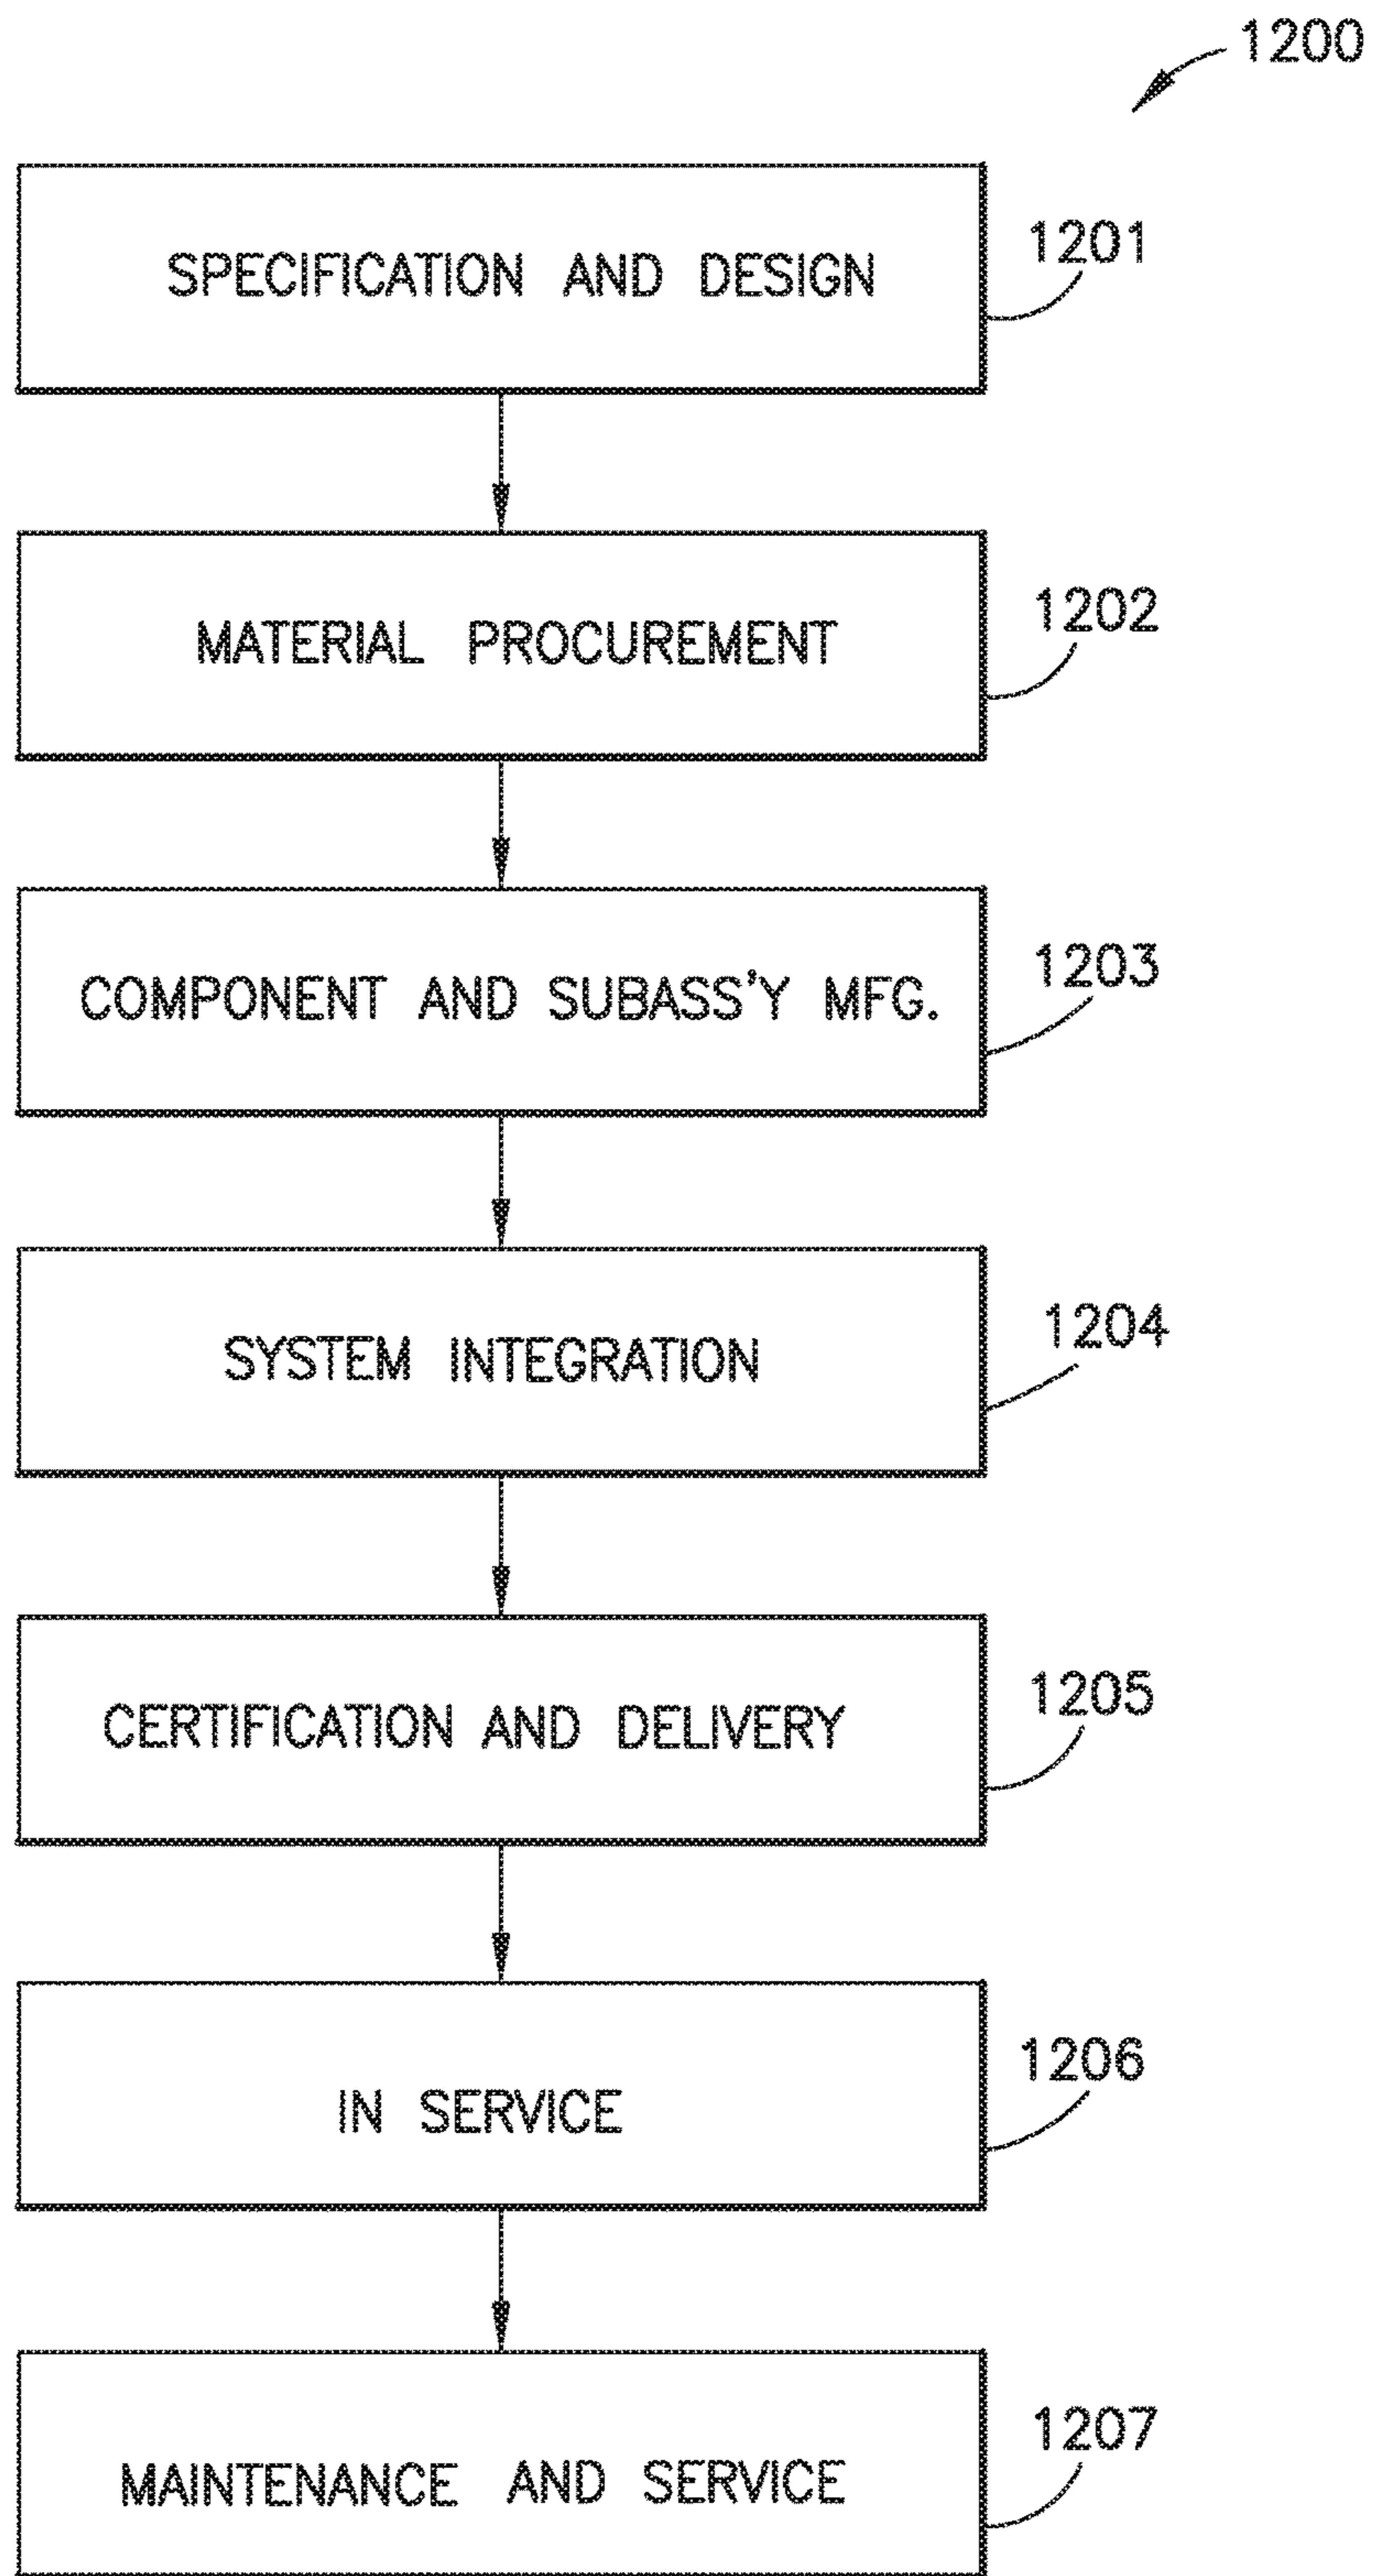 1200
SPECIFICATION AND DESIGN
1201
MATERIAL PROCUREMENT
1202
COMPONENT AND SUBASS'Y MFG.
1203
SYSTEM INTEGRATION
1204
CERTIFICATION AND DELIVERY
1205
IN SERVICE
1206
MAINTENANCE AND SERVICE
1207